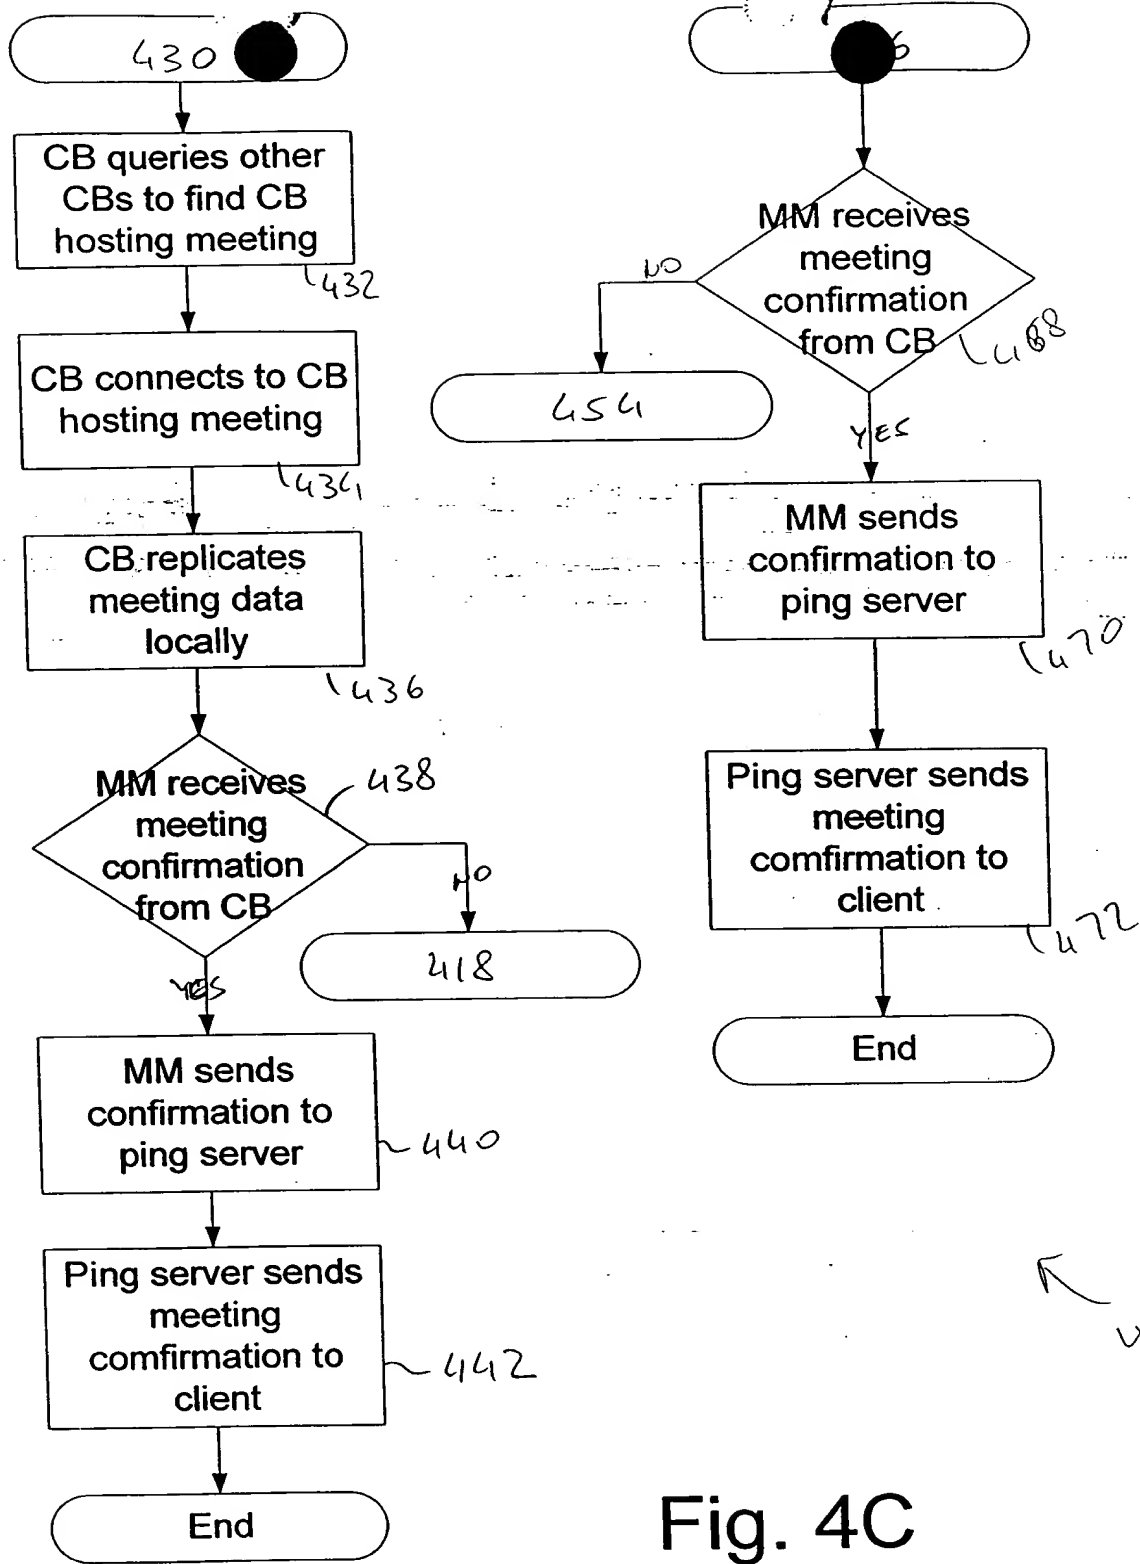 430
CB queries other
CBs to find CB
hosting meeting
432
CB connects to CB
hosting meeting
434
CB replicates
meeting data
locally
436
MM receives
meeting
confirmation
from CB
438
NO
418
YES
MM sends
confirmation to
ping server
440
Ping server sends
meeting
comfirmation to
client
442
End
6
MM receives
meeting
confirmation
from CB
NO
454
YES
MM sends
confirmation to
ping server
470
Ping server sends
meeting
comfirmation to
client
472
End
Fig. 4C